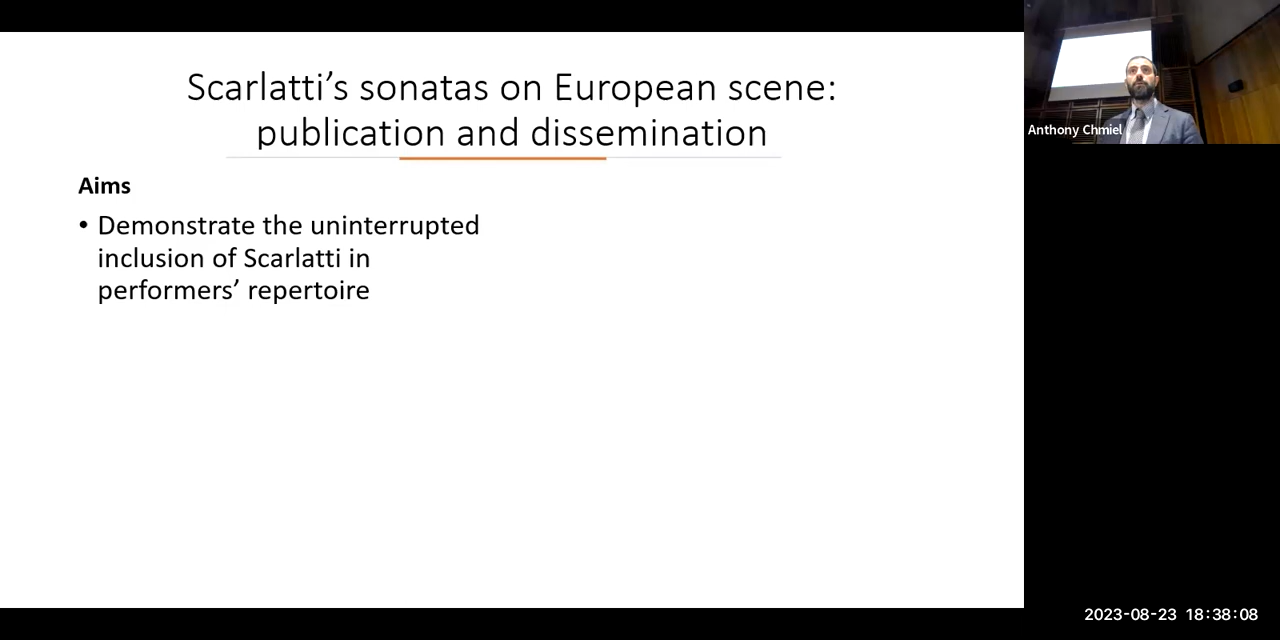 Scarlatti’s sonatas on European scene:
publication and dissemination
Aims
• Demonstrate the uninterrupted
inclusion of Scarlatti in
performers’ repertoire
Anthony Chmiel
2023-08-23 18:38:08